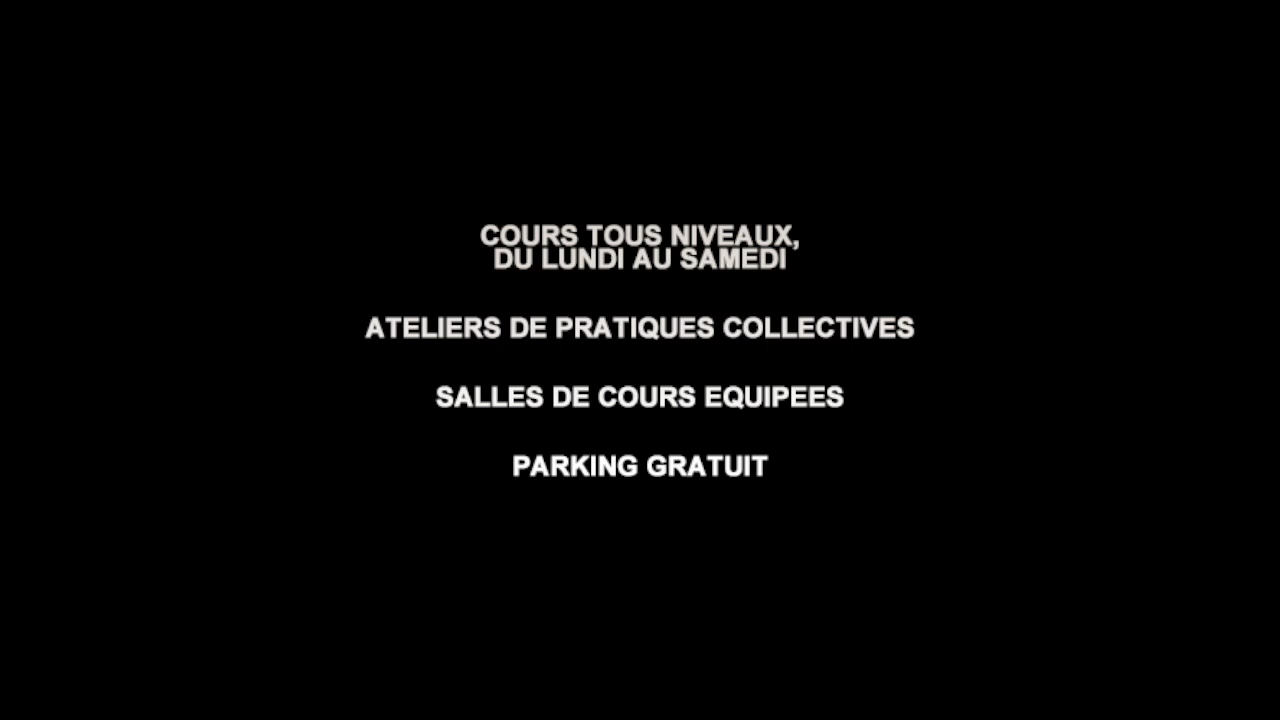 COURS TOUS NIVEAUX,
DU LUNDI AU SAMEDI
ATELIERS DE PRATIQUES COLLECTIVES
SALLES DE COURS EQUIPEES
PARKING GRATUIT